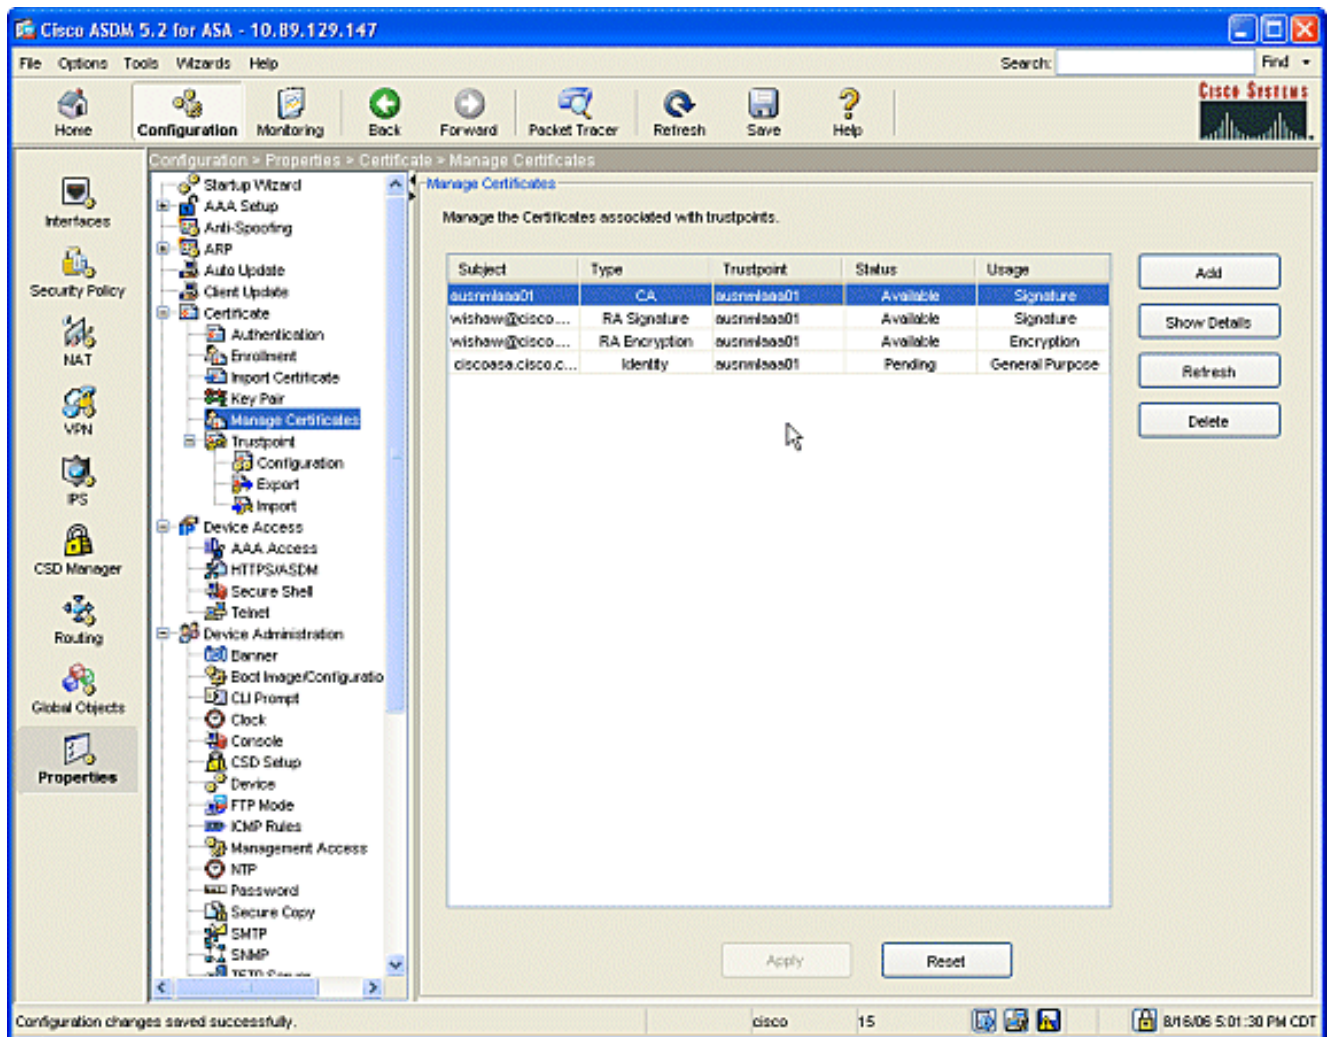 Cisco ASDM 5.2 for ASA - 10.89.129.147
File Options Tools Wizards Help Search: Find
Home Configuration Monitoring Back Forward Packet Tracer Refresh Save Help
CISCO SYSTEMS
Configuration > Properties > Certificate > Manage Certificates
Interfaces
Security Policy
NAT
VPN
IPS
CSD Manager
Routing
Global Objects
Properties
Startup Wizard
AAA Setup
Anti-Spoofing
ARP
Auto Update
Client Update
Certificate
Authentication
Enrollment
Import Certificate
Key Pair
Manage Certificates
Trustpoint
Configuration
Export
Import
Device Access
AAA Access
HTTPS/ASDM
Secure Shell
Telnet
Device Administration
Banner
Boot Image/Configuratio
CLI Prompt
Clock
Console
CSD Setup
Device
FTP Mode
ICMP Rules
Management Access
NTP
Password
Secure Copy
SMTP
SNMP
Manage Certificates
Manage the Certificates associated with trustpoints.
Subject Type Trustpoint Status Usage
ausnmlaaa01 CA ausnmlaaa01 Available Signature
wishaw@cisco.... RA Signature ausnmlaaa01 Available Signature
wishaw@cisco.... RA Encryption ausnmlaaa01 Available Encryption
ciscoasa.cisco.c... Identity ausnmlaaa01 Pending General Purpose
Add
Show Details
Refresh
Delete
Apply Reset
Configuration changes saved successfully. cisco 15 8/16/06 5:01:30 PM CDT